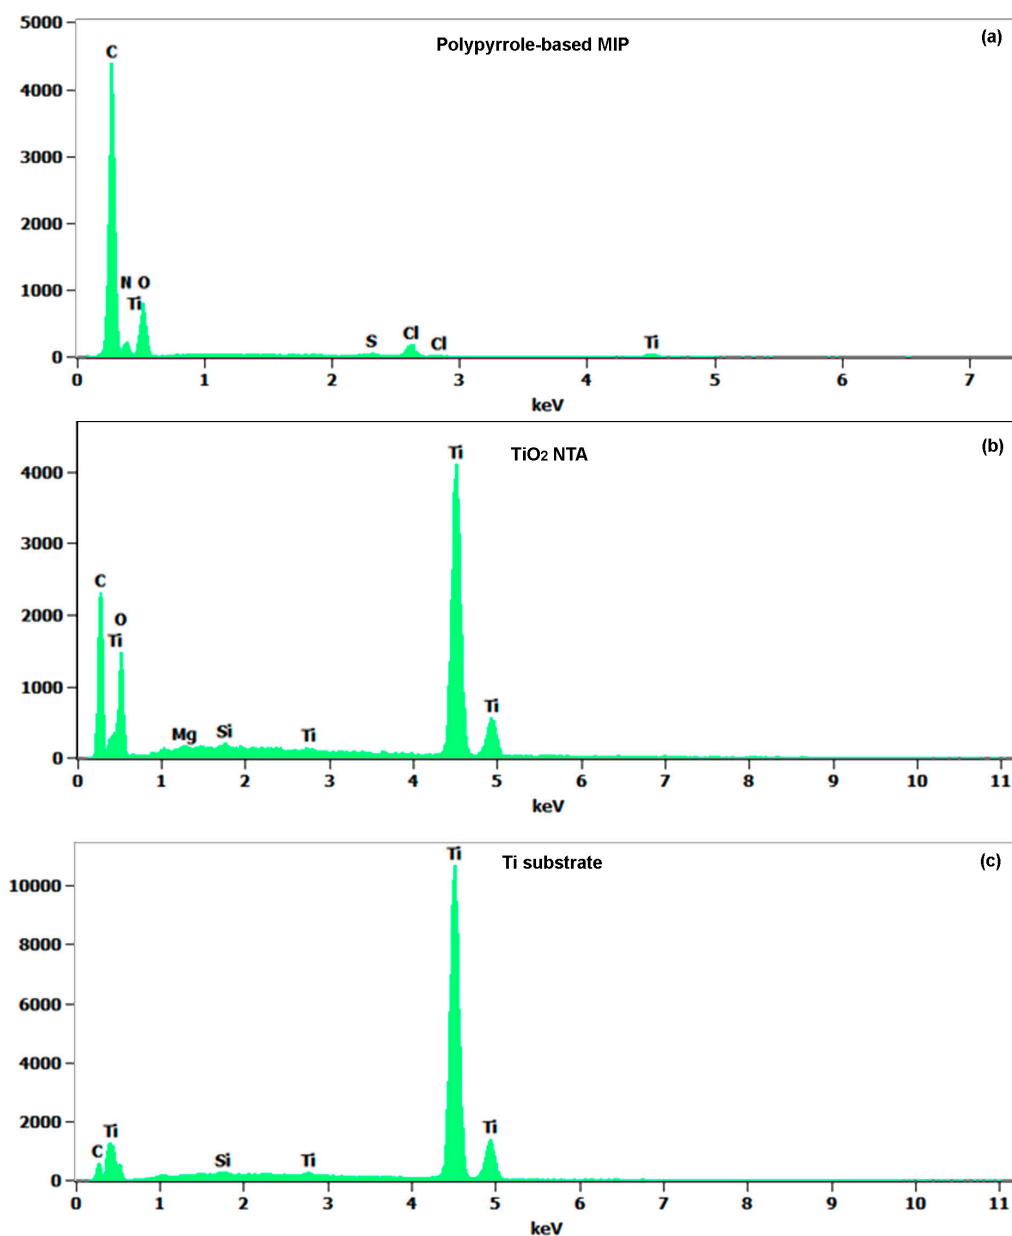 5000
Polypyrrole-based MIP
(a)
C
4000
3000
2000
N O
1000
Ti
S
Cl
Cl
Ti
0
0 1 2 3 4 5 6 7
keV
TiO₂ NTA
(b)
Ti
4000
3000
C
2000
O
Ti
1000
Mg
Si
Ti
Ti
0
0 1 2 3 4 5 6 7 8 9 10 11
keV
Ti substrate
(c)
Ti
10000
8000
6000
4000
2000
C
Ti
Si
Ti
Ti
0
0 1 2 3 4 5 6 7 8 9 10 11
keV